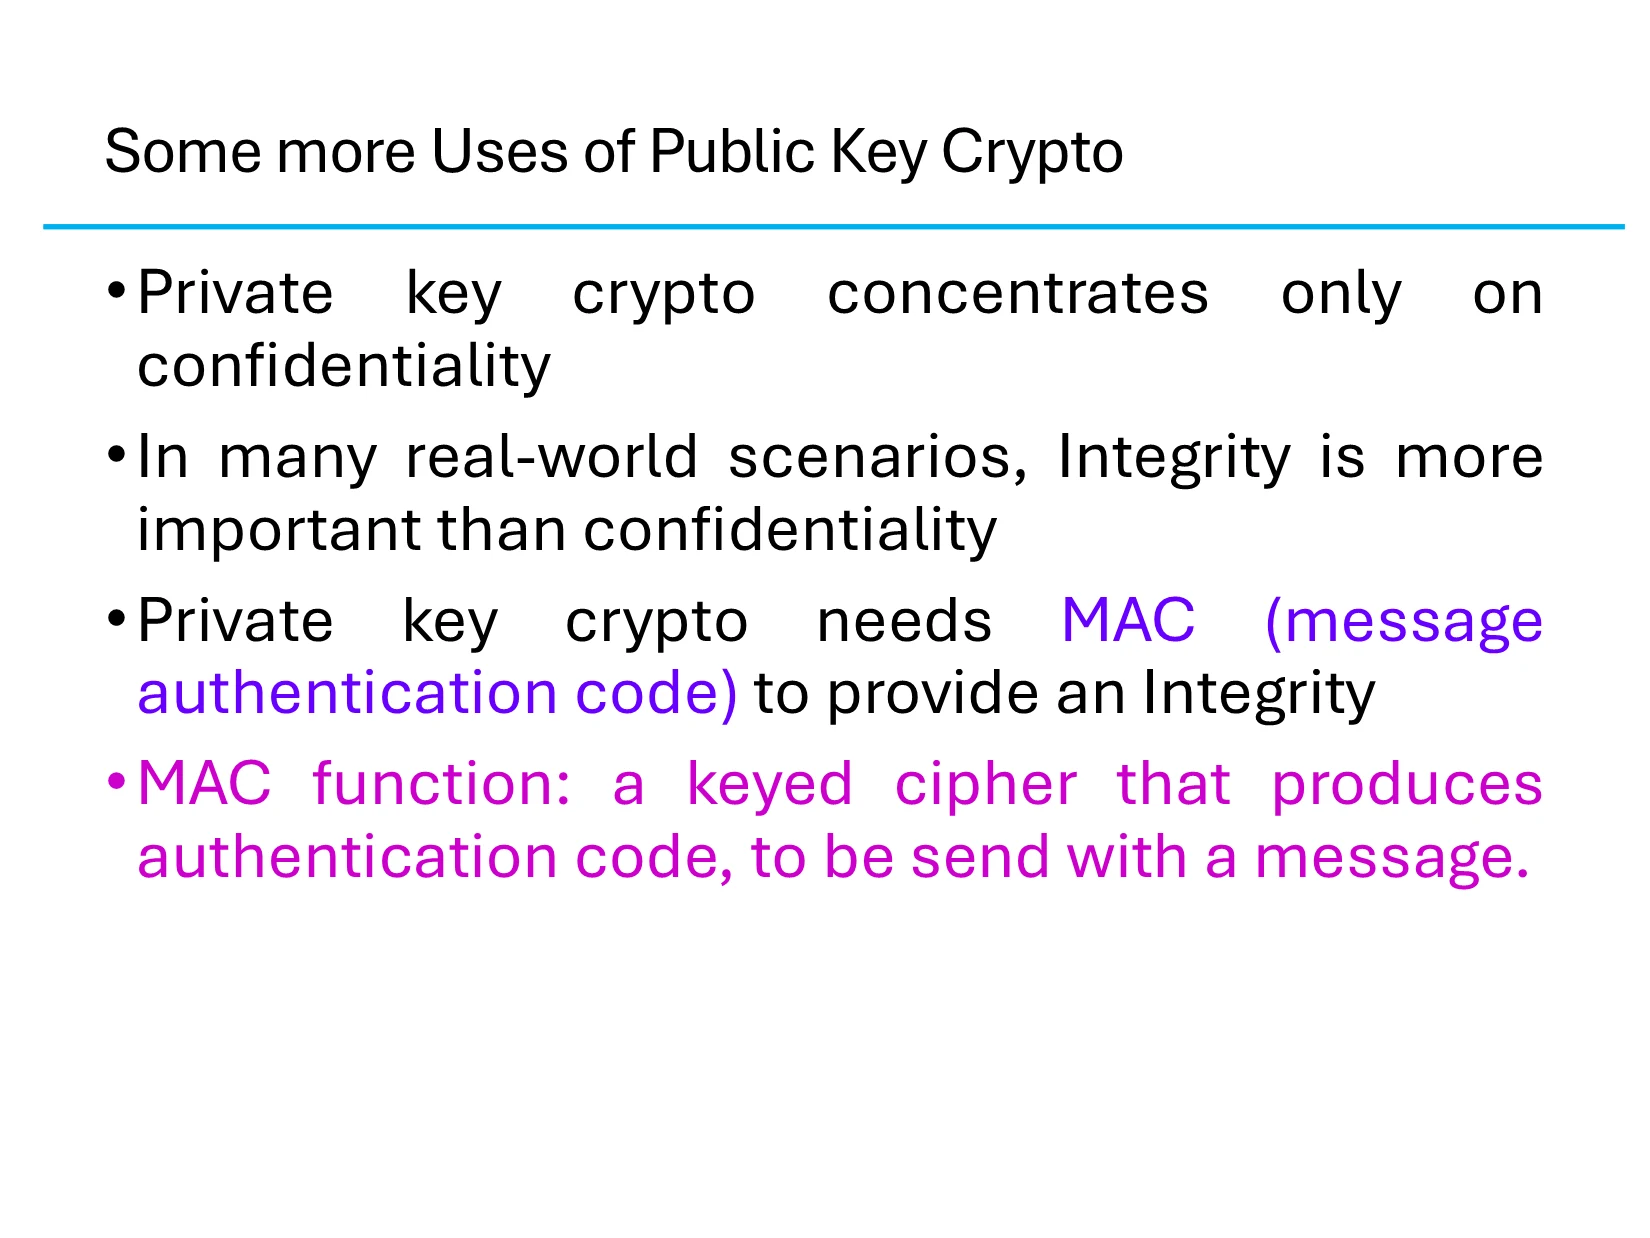 Some more Uses of Public Key Crypto
•Private key crypto concentrates only on
confidentiality
•In many real-world scenarios, Integrity is more
important than confidentiality
•Private key crypto needs MAC (message
authentication code) to provide an Integrity
•MAC function: a keyed cipher that produces
authentication code, to be send with a message.